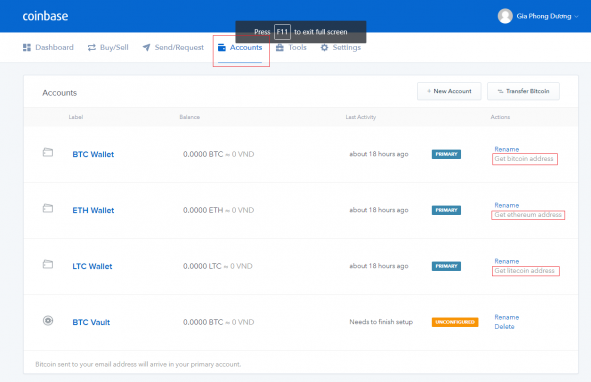 coinbase
Press F11 to exit full screen
Gia Phong Dương
Dashboard Buy/Sell Send/Request Accounts Tools Settings
Accounts
+ New Account
Transfer Bitcoin
Label Balance Last Activity Actions
BTC Wallet 0.0000 BTC ≈ 0 VND about 18 hours ago PRIMARY Rename
Get bitcoin address
ETH Wallet 0.0000 ETH ≈ 0 VND about 18 hours ago PRIMARY Rename
Get ethereum address
LTC Wallet 0.0000 LTC ≈ 0 VND about 18 hours ago PRIMARY Rename
Get litecoin address
BTC Vault 0.0000 BTC ≈ 0 VND Needs to finish setup UNCONFIGURED Rename
Delete
Bitcoin sent to your email address will arrive in your primary account.